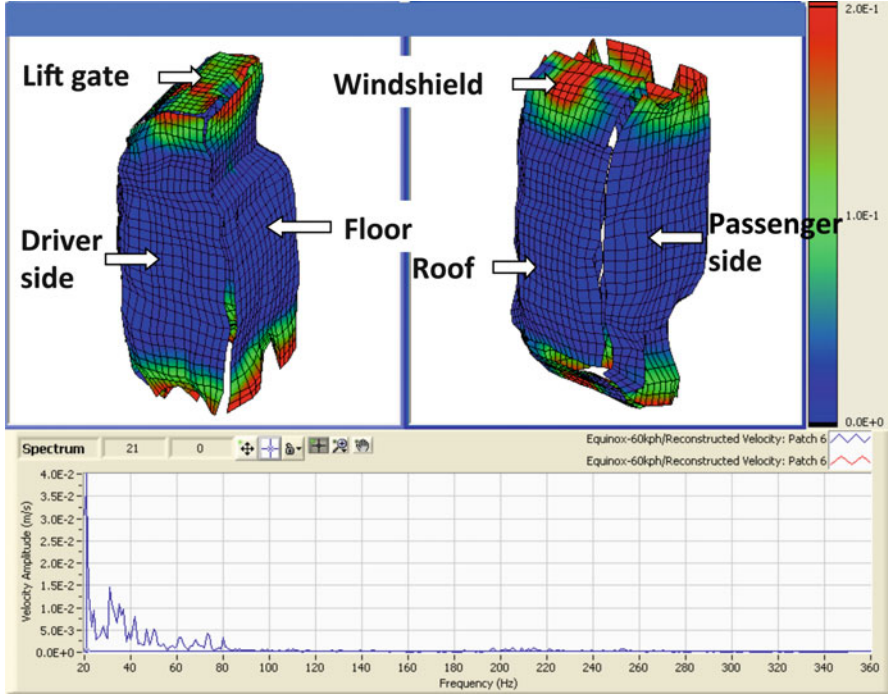 Lift gate
Driver
side
Floor
Windshield
Roof
Passenger
side
2.0E-1
1.0E-1
0.0E+0
Spectrum 21 0
Equinox-60kph/Reconstructed Velocity: Patch 6
Equinox-60kph/Reconstructed Velocity: Patch 6
Velocity Amplitude (m/s)
4.0E-2
3.5E-2
3.0E-2
2.5E-2
2.0E-2
1.5E-2
1.0E-2
5.0E-3
0.0E+0
20 40 60 80 100 120 140 160 180 200 220 240 260 280 300 320 340 360
Frequency (Hz)